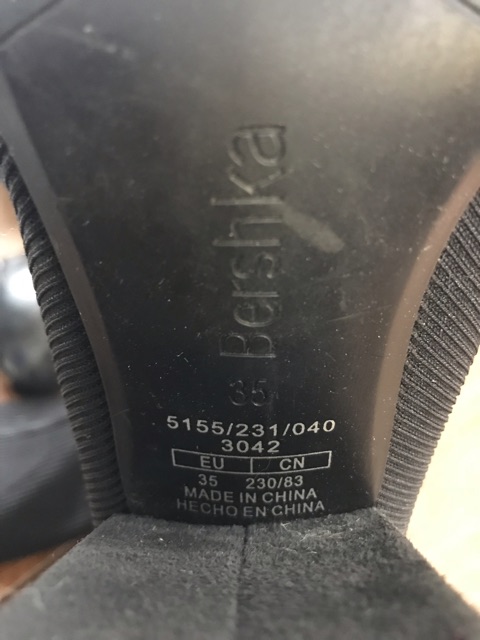 Bershka
35
5155/231/040
3042
EU CN
35 230/83
MADE IN CHINA
HECHO EN CHINA